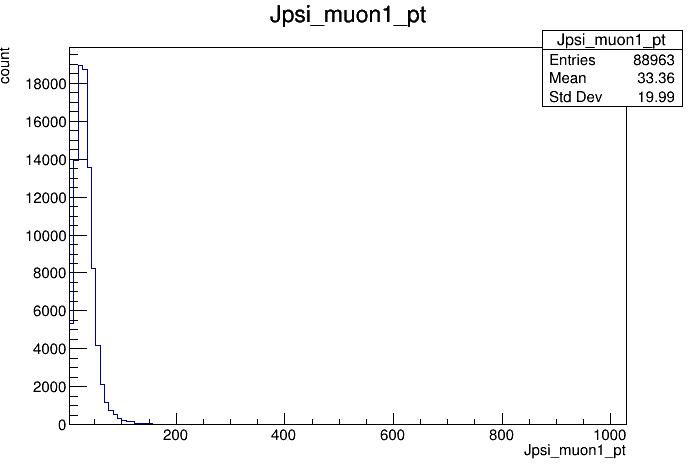 Jpsi_muon1_pt
Jpsi_muon1_pt
Entries 88963
Mean 33.36
Std Dev 19.99
count
18000
16000
14000
12000
10000
8000
6000
4000
2000
0
200 400 600 800 1000
Jpsi_muon1_pt